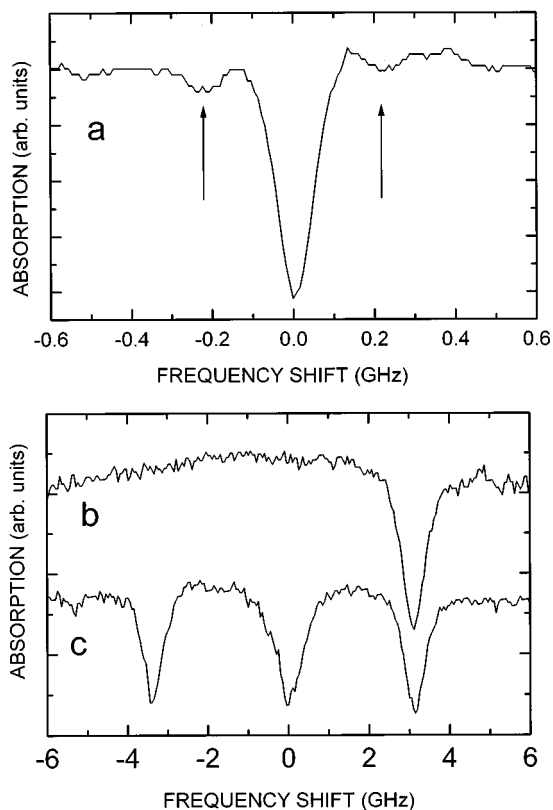 a
ABSORPTION (arb. units)
-0.6 -0.4 -0.2 0.0 0.2 0.4 0.6
FREQUENCY SHIFT (GHz)
b
c
ABSORPTION (arb. units)
-6 -4 -2 0 2 4 6
FREQUENCY SHIFT (GHz)